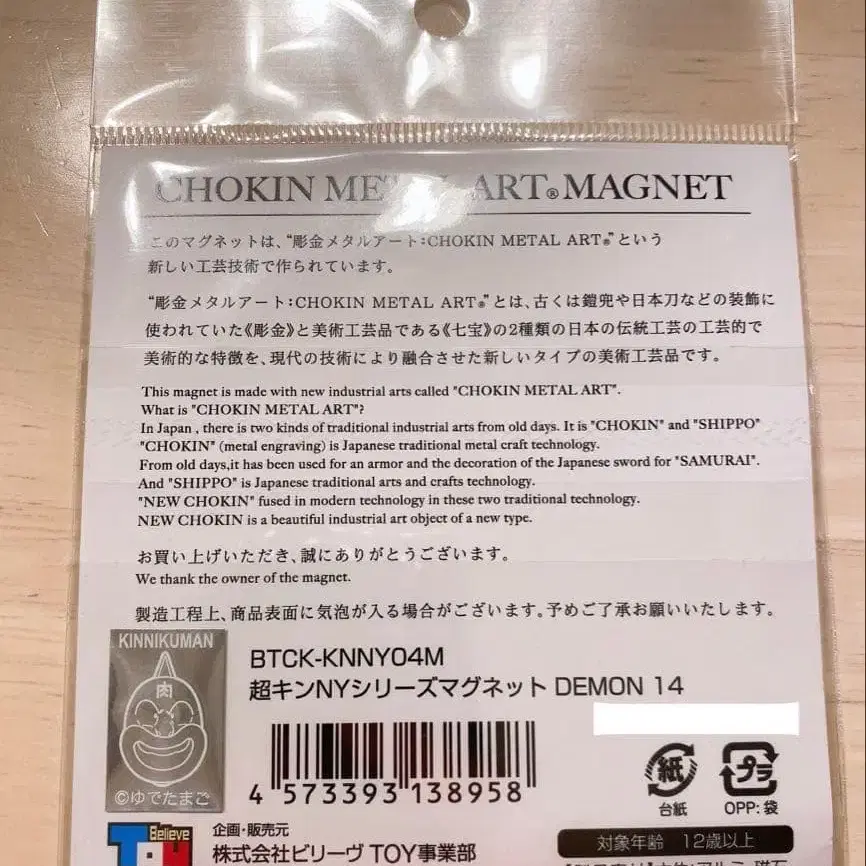 CHOKIN METAL ART® MAGNET
このマグネットは、“彫金メタルアート：CHOKIN METAL ART®”という
新しい工芸技術で作られています。
“彫金メタルアート：CHOKIN METAL ART®”とは、古くは鎧兜や日本刀などの装飾に
使われていた《彫金》と美術工芸品である《七宝》の2種類の日本の伝統工芸の工芸的で
美術的な特徴を、現代の技術により融合させた新しいタイプの美術工芸品です。
This magnet is made with new industrial arts called "CHOKIN METAL ART".
What is "CHOKIN METAL ART"?
In Japan , there is two kinds of traditional industrial arts from old days. It is "CHOKIN" and "SHIPPO"
"CHOKIN" (metal engraving) is Japanese traditional metal craft technology.
From old days,it has been used for an armor and the decoration of the Japanese sword for "SAMURAI".
And "SHIPPO" is Japanese traditional arts and crafts technology.
"NEW CHOKIN" fused in modern technology in these two traditional technology.
NEW CHOKIN is a beautiful industrial art object of a new type.
お買い上げいただき、誠にありがとうございます。
We thank the owner of the magnet.
製造工程上、商品表面に気泡が入る場合がございます。予めご了承お願いいたします。
KINNIKUMAN
肉
©ゆでたまご
BTCK-KNNY04M
超キンNYシリーズマグネット DEMON 14
4 573393 138958
紙
台紙
プラ
OPP: 袋
Believe
TOY
企画・販売元
株式会社ビリーヴ TOY事業部
対象年齢 12歳以上